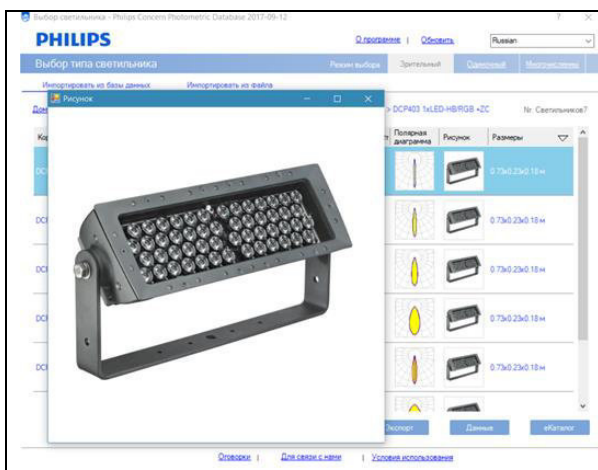 Выбор светильника - Philips Concern Photometric Database 2017-09-12
PHILIPS
О программе | Обновить Russian
Выбор типа светильника Режим выбора Зрительный Одиночный Многочисленны
Импортировать из базы данных Импортировать из файла
Рисунок
> DCP403 1xLED-HB/RGB +ZC Nr. Светильников7
Полярная диаграмма Рисунок Размеры
0.73x0.23x0.18 м
0.73x0.23x0.18 м
0.73x0.23x0.18 м
0.73x0.23x0.18 м
0.73x0.23x0.18 м
Экспорт Данные eКаталог
Оговорки | Для связи с нами | Условия использования